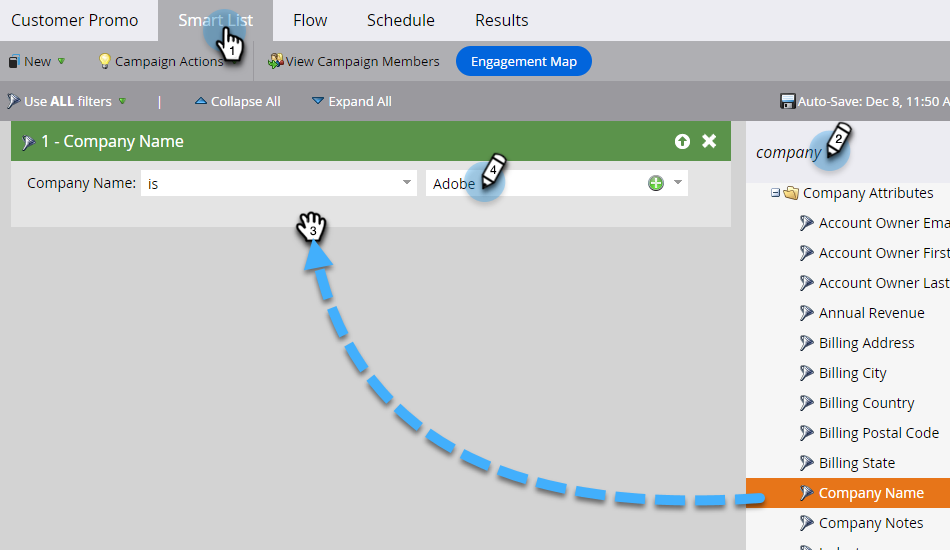 Customer Promo Smart List Flow Schedule Results
1
New Campaign Actions View Campaign Members Engagement Map
Use ALL filters | Collapse All Expand All Auto-Save: Dec 8, 11:50 A
1 - Company Name
2
company
4
Company Name: is Adobe
3
Company Attributes
Account Owner Ema
Account Owner First
Account Owner Last
Annual Revenue
Billing Address
Billing City
Billing Country
Billing Postal Code
Billing State
Company Name
Company Notes